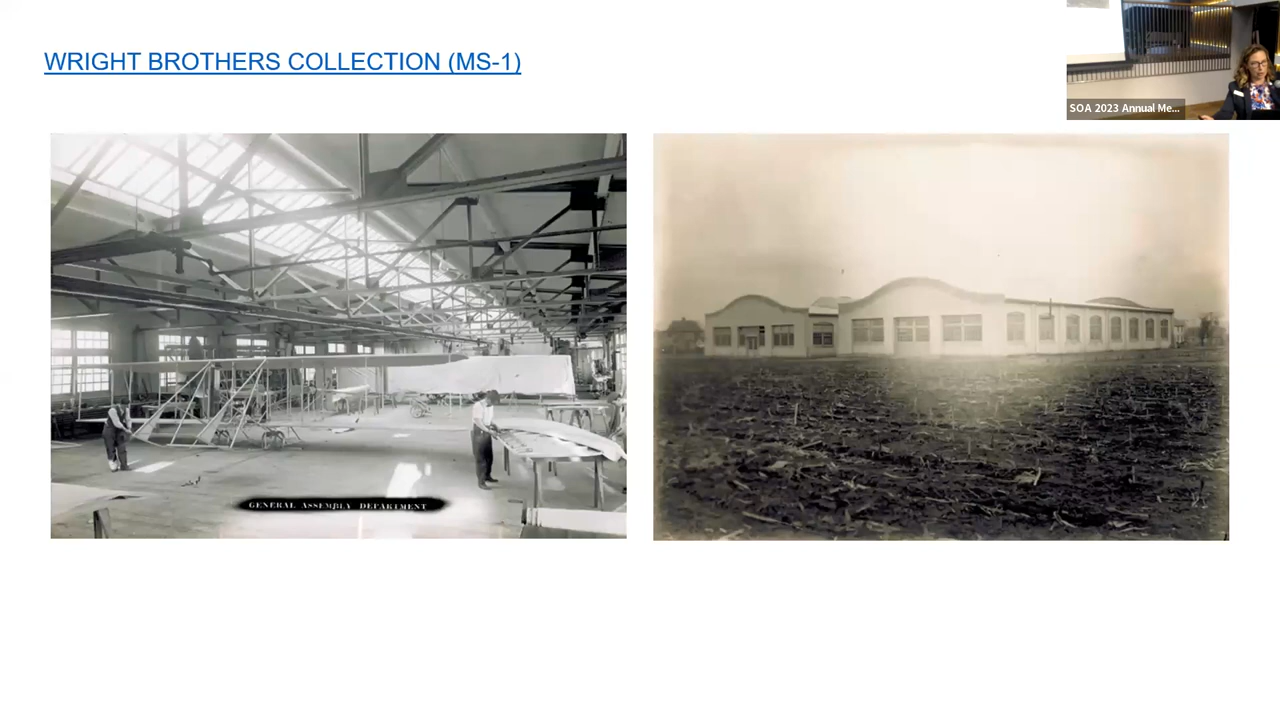 WRIGHT BROTHERS COLLECTION (MS-1)
SOA 2023 Annual Me...
GENERAL ASSEMBLY DEPARTMENT